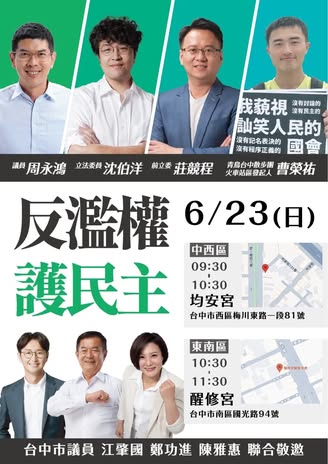 我藐視
訕笑人民的
國會
沒有討論的
沒有民主的
沒有記名表決的
沒有程序正義的
議員 周永鴻
立法委員 沈伯洋
前立委 莊競程
青鳥台中散步團
火車站區發起人 曹榮祐
反濫權
護民主
6/23(日)
中西區
09:30
-
10:30
均安宮
台中市西區梅川東路一段81號
東南區
10:30
-
11:30
醒修宮
台中市南區國光路94號
台中市議員 江肇國 鄭功進 陳雅惠 聯合敬邀